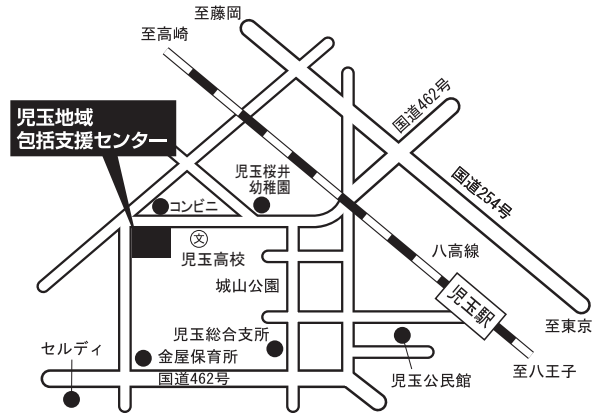 至藤岡
至高崎
国道462号
児玉地域
包括支援センター
児玉桜井
幼稚園
国道254号
コンビニ
文
児玉高校
八高線
城山公園
児玉駅
至東京
児玉総合支所
セルディ
金屋保育所
至八王子
国道462号
児玉公民館